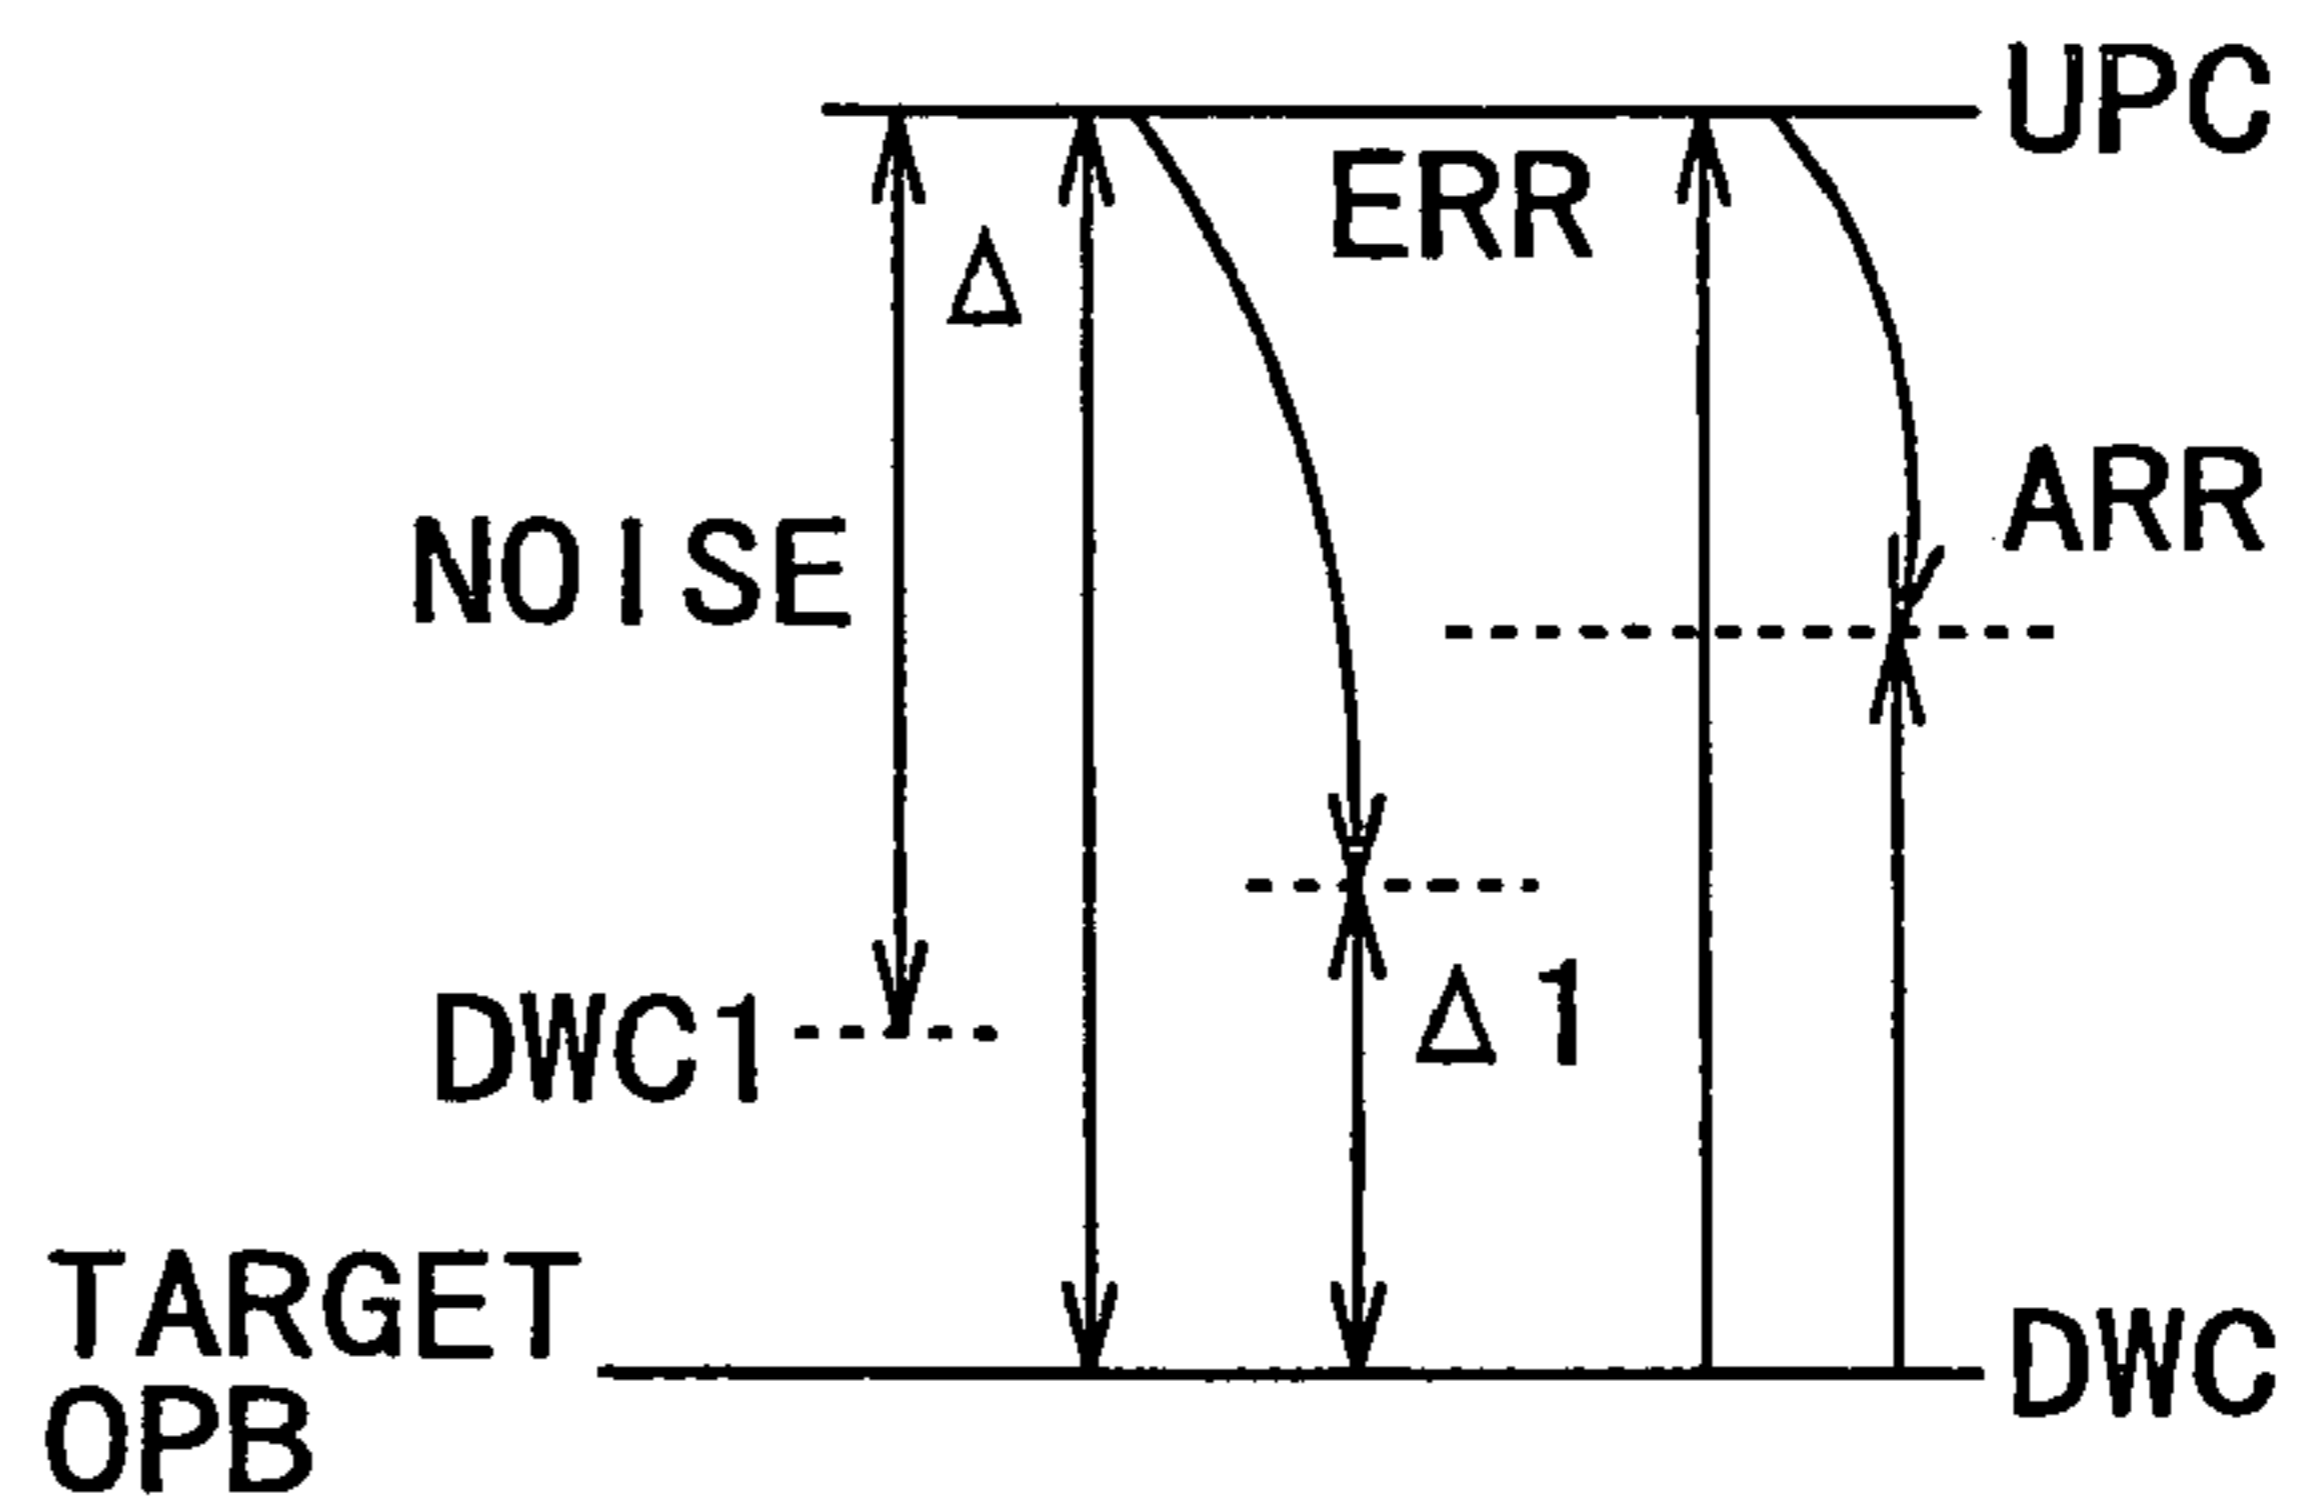 UPC
ERR
Δ
ARR
NOISE
DWC1
Δ1
TARGET
OPB
DWC